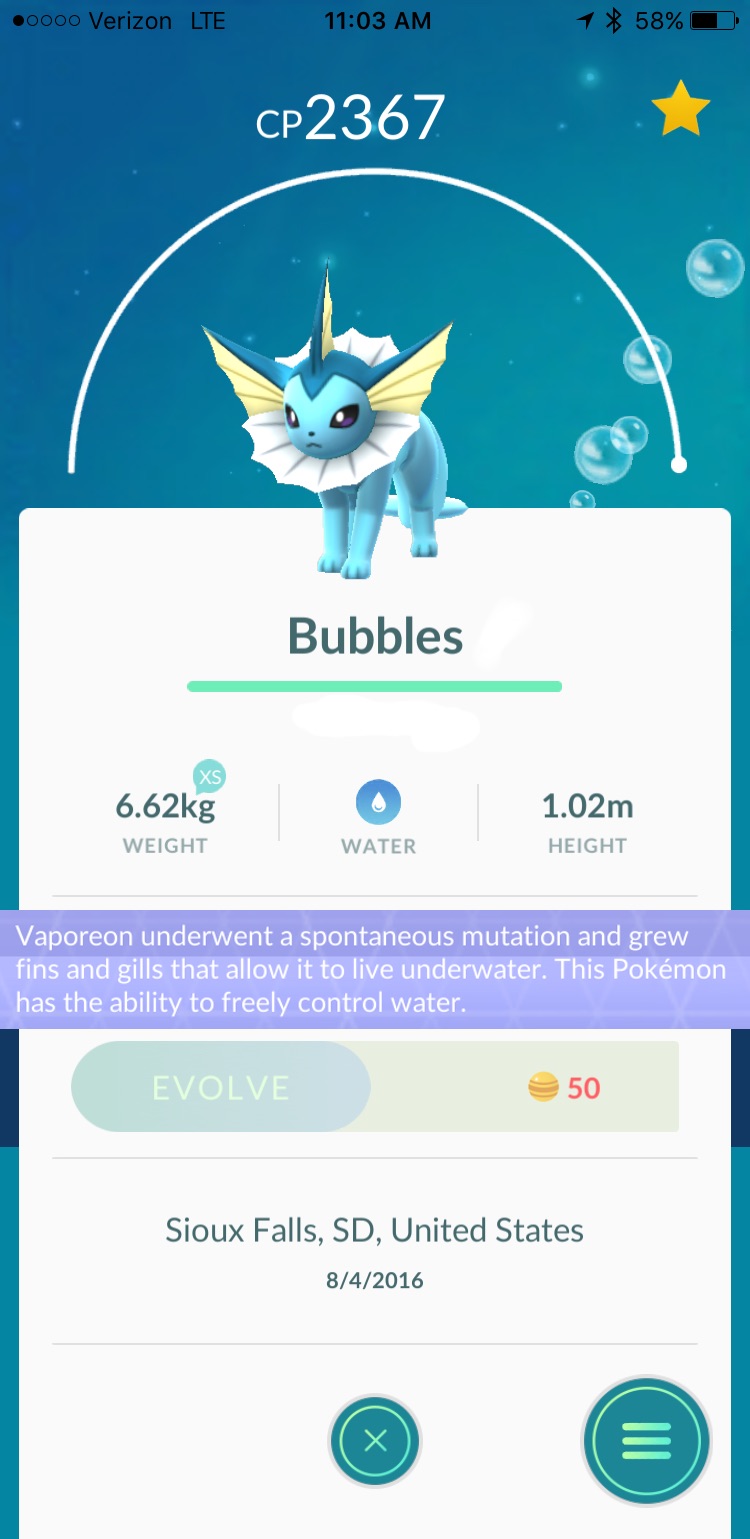 Verizon LTE 11:03 AM 58%
CP2367
Bubbles
XS
6.62kg 1.02m
WEIGHT WATER HEIGHT
Vaporeon underwent a spontaneous mutation and grew
fins and gills that allow it to live underwater. This Pokémon
has the ability to freely control water.
EVOLVE 50
Sioux Falls, SD, United States
8/4/2016